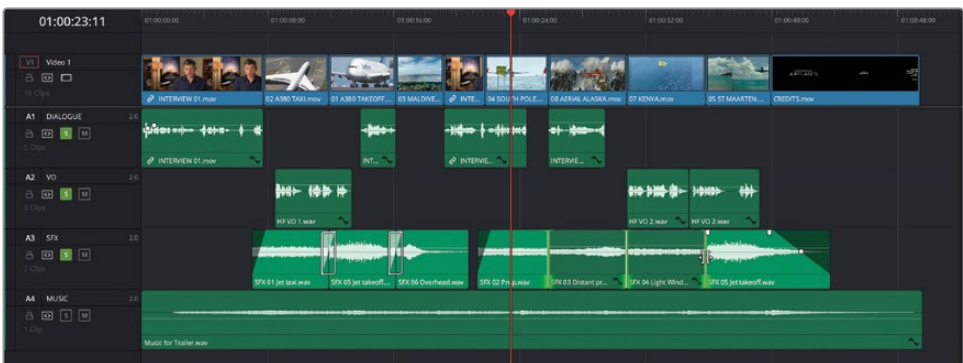 01:00:23:11
01:00:00:00 01:00:08:00 01:00:16:00 01:00:24:00 01:00:32:00 01:00:40:00 01:00:48:00
V1 Video 1
10 Clips
INTERVIEW 01.mov 02 A380 TAXI.mov 01 A380 TAKEOFF.... 03 MALDIVE... INTE... 04 SOUTH POLE.... 08 AERIAL ALASKA.mov 07 KENYA.mov 05 ST MAARTEN.... CREDITS.mov
A1 DIALOGUE 2.0
S M
5 Clips
INTERVIEW 01.mov INT... INTERVIE... INTERVIE...
A2 VO 2.0
S M
3 Clips
HF VO 1.wav HF VO 2.wav HF VO 2.wav
A3 SFX 2.0
S M
7 Clips
SFX 01 Jet taxi.wav SFX 05 Jet takeoff.... SFX 06 Overhead.wav SFX 02 Prop.wav SFX 03 Distant pr... SFX 04 Light Wind... SFX 05 Jet takeoff.wav
A4 MUSIC 2.0
S M
1 Clip
Music for Trailer.wav